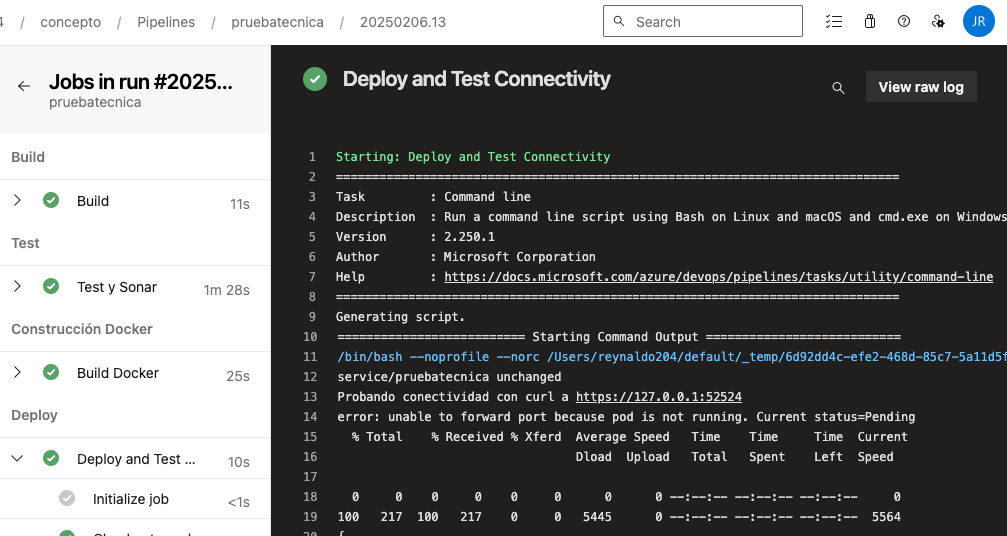 4 / concepto / Pipelines / pruebatecnica / 20250206.13
Search
JR
Jobs in run #2025...
pruebatecnica
Build
Build 11s
Test
Test y Sonar 1m 28s
Construcción Docker
Build Docker 25s
Deploy
Deploy and Test ... 10s
Initialize job <1s
Deploy and Test Connectivity
View raw log
1 Starting: Deploy and Test Connectivity
2 ==============================================================================
3 Task : Command line
4 Description : Run a command line script using Bash on Linux and macOS and cmd.exe on Windows
5 Version : 2.250.1
6 Author : Microsoft Corporation
7 Help : https://docs.microsoft.com/azure/devops/pipelines/tasks/utility/command-line
8 ==============================================================================
9 Generating script.
10 ========================== Starting Command Output ===========================
11 /bin/bash --noprofile --norc /Users/reynaldo204/default/_temp/6d92dd4c-efe2-468d-85c7-5a11d5f
12 service/pruebatecnica unchanged
13 Probando conectividad con curl a https://127.0.0.1:52524
14 error: unable to forward port because pod is not running. Current status=Pending
15 % Total % Received % Xferd Average Speed Time Time Time Current
16 Dload Upload Total Spent Left Speed
17
18 0 0 0 0 0 0 0 0 --:--:-- --:--:-- --:--:-- 0
19 100 217 100 217 0 0 5445 0 --:--:-- --:--:-- --:--:-- 5564